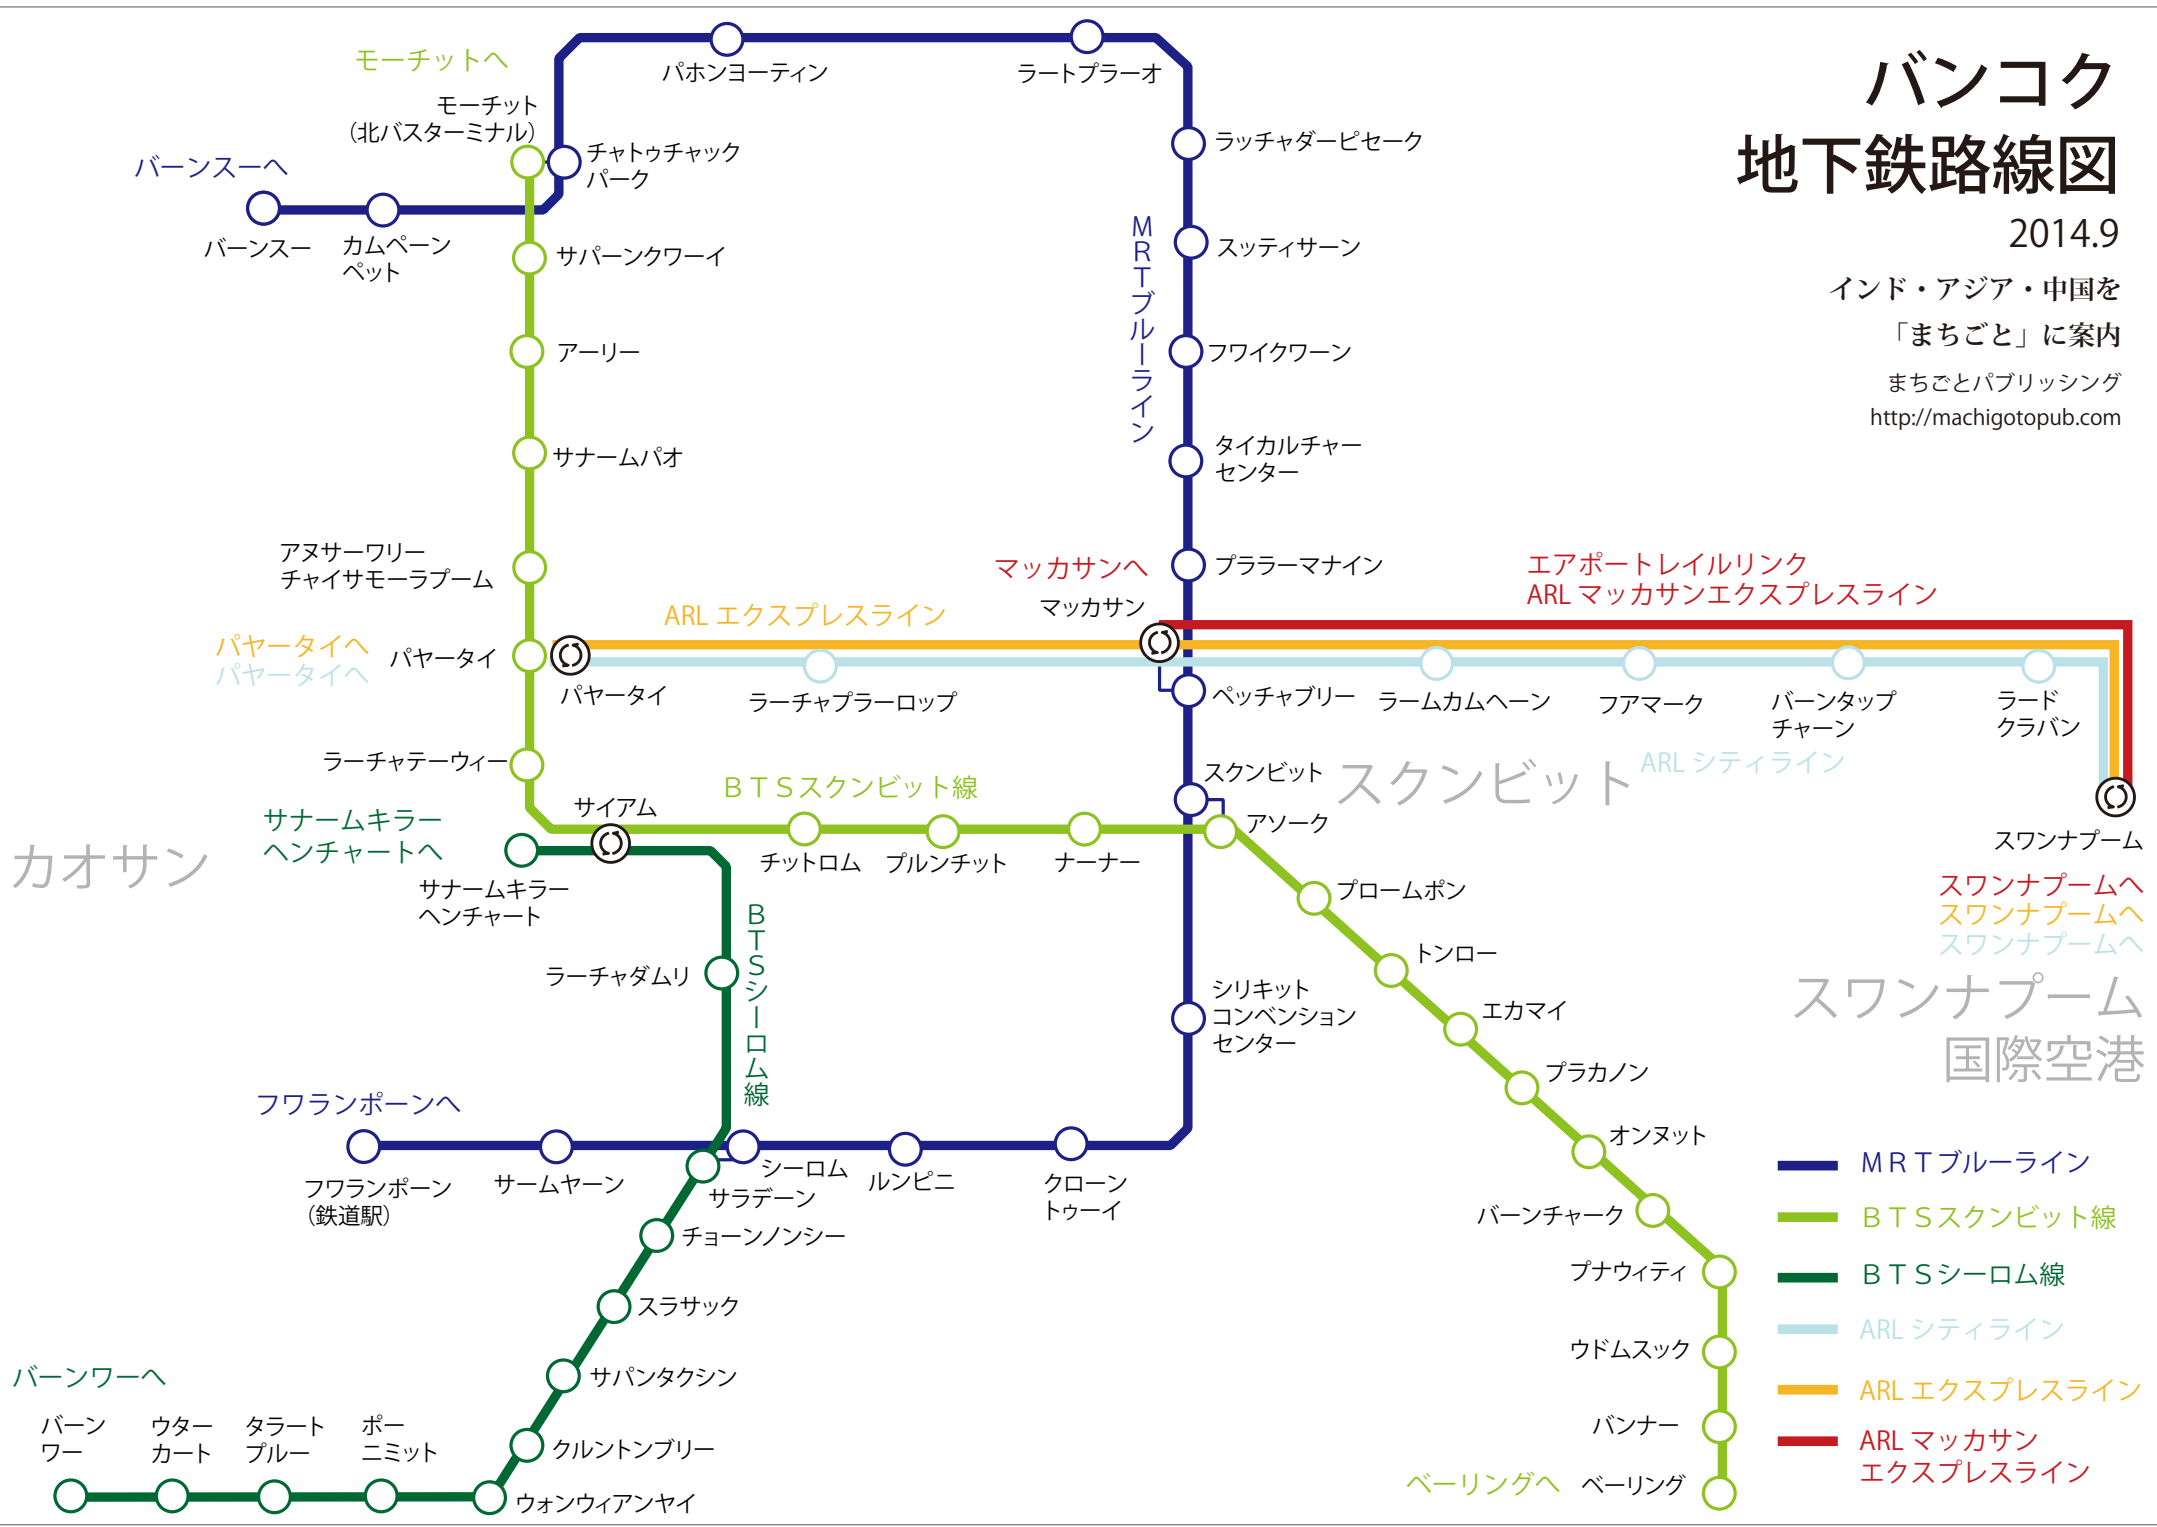 バンコク
地下鉄路線図
2014.9
インド・アジア・中国を
「まちごと」に案内
まちごとパブリッシング
http://machigotopub.com
モーチットへ
モーチット
（北バスターミナル）
バーンスーへ
バーンスー
カムペーン
ペット
チャトゥチャック
パーク
パホンヨーティン
ラートプラーオ
ラッチャダーピセーク
スッティサーン
フワイクワーン
タイカルチャー
センター
プララーマナイン
MRTブルーライン
サパーンクワーイ
アーリー
サナームパオ
アヌサーワリー
チャイサモーラプーム
パヤータイへ
パヤータイへ
パヤータイ
パヤータイ
ARL エクスプレスライン
ラーチャプラーロップ
マッカサンへ
マッカサン
エアポートレイルリンク
ARL マッカサンエクスプレスライン
ペッチャブリー
ラームカムヘーン
フアマーク
バーンタップ
チャーン
ラード
クラバン
ARL シティライン
スクンビット
スクンビット
ラーチャテーウィー
サイアム
BTSスクンビット線
チットロム
プルンチット
ナーナー
アソーク
サナームキラー
ヘンチャートへ
サナームキラー
ヘンチャート
カオサン
スワンナプーム
スワンナプームへ
スワンナプームへ
スワンナプームへ
スワンナプーム
国際空港
プロームポン
トンロー
エカマイ
プラカノン
オンヌット
バーンチャーク
プナウィティ
ウドムスック
バンナー
ベーリングへ
ベーリング
ラーチャダムリ
BTSシーロム線
シリキット
コンベンション
センター
フワランポーンへ
フワランポーン
（鉄道駅）
サームヤーン
シーロム
サラデーン
ルンピニ
クローン
トゥーイ
チョーンノンシー
スラサック
サパンタクシン
クルントンブリー
ウォンウィアンヤイ
バーンワーへ
バーン
ワー
ウター
カート
タラート
プルー
ポー
ニミット
MRTブルーライン
BTSスクンビット線
BTSシーロム線
ARL シティライン
ARL エクスプレスライン
ARL マッカサン
エクスプレスライン